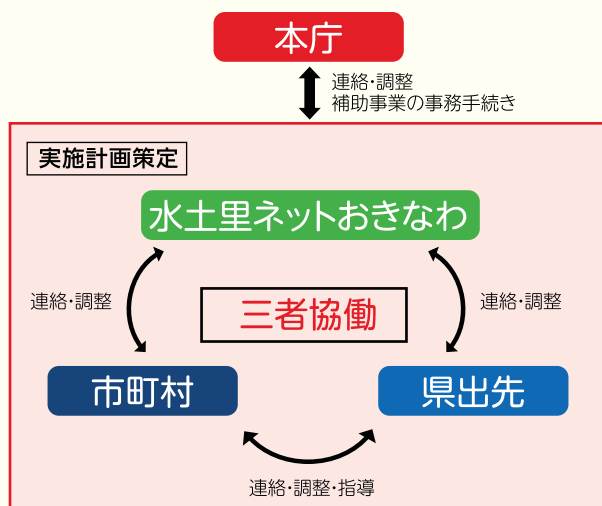 本庁
連絡・調整
補助事業の事務手続き
実施計画策定
水土里ネットおきなわ
連絡・調整
三者協働
連絡・調整
市町村
県出先
連絡・調整・指導